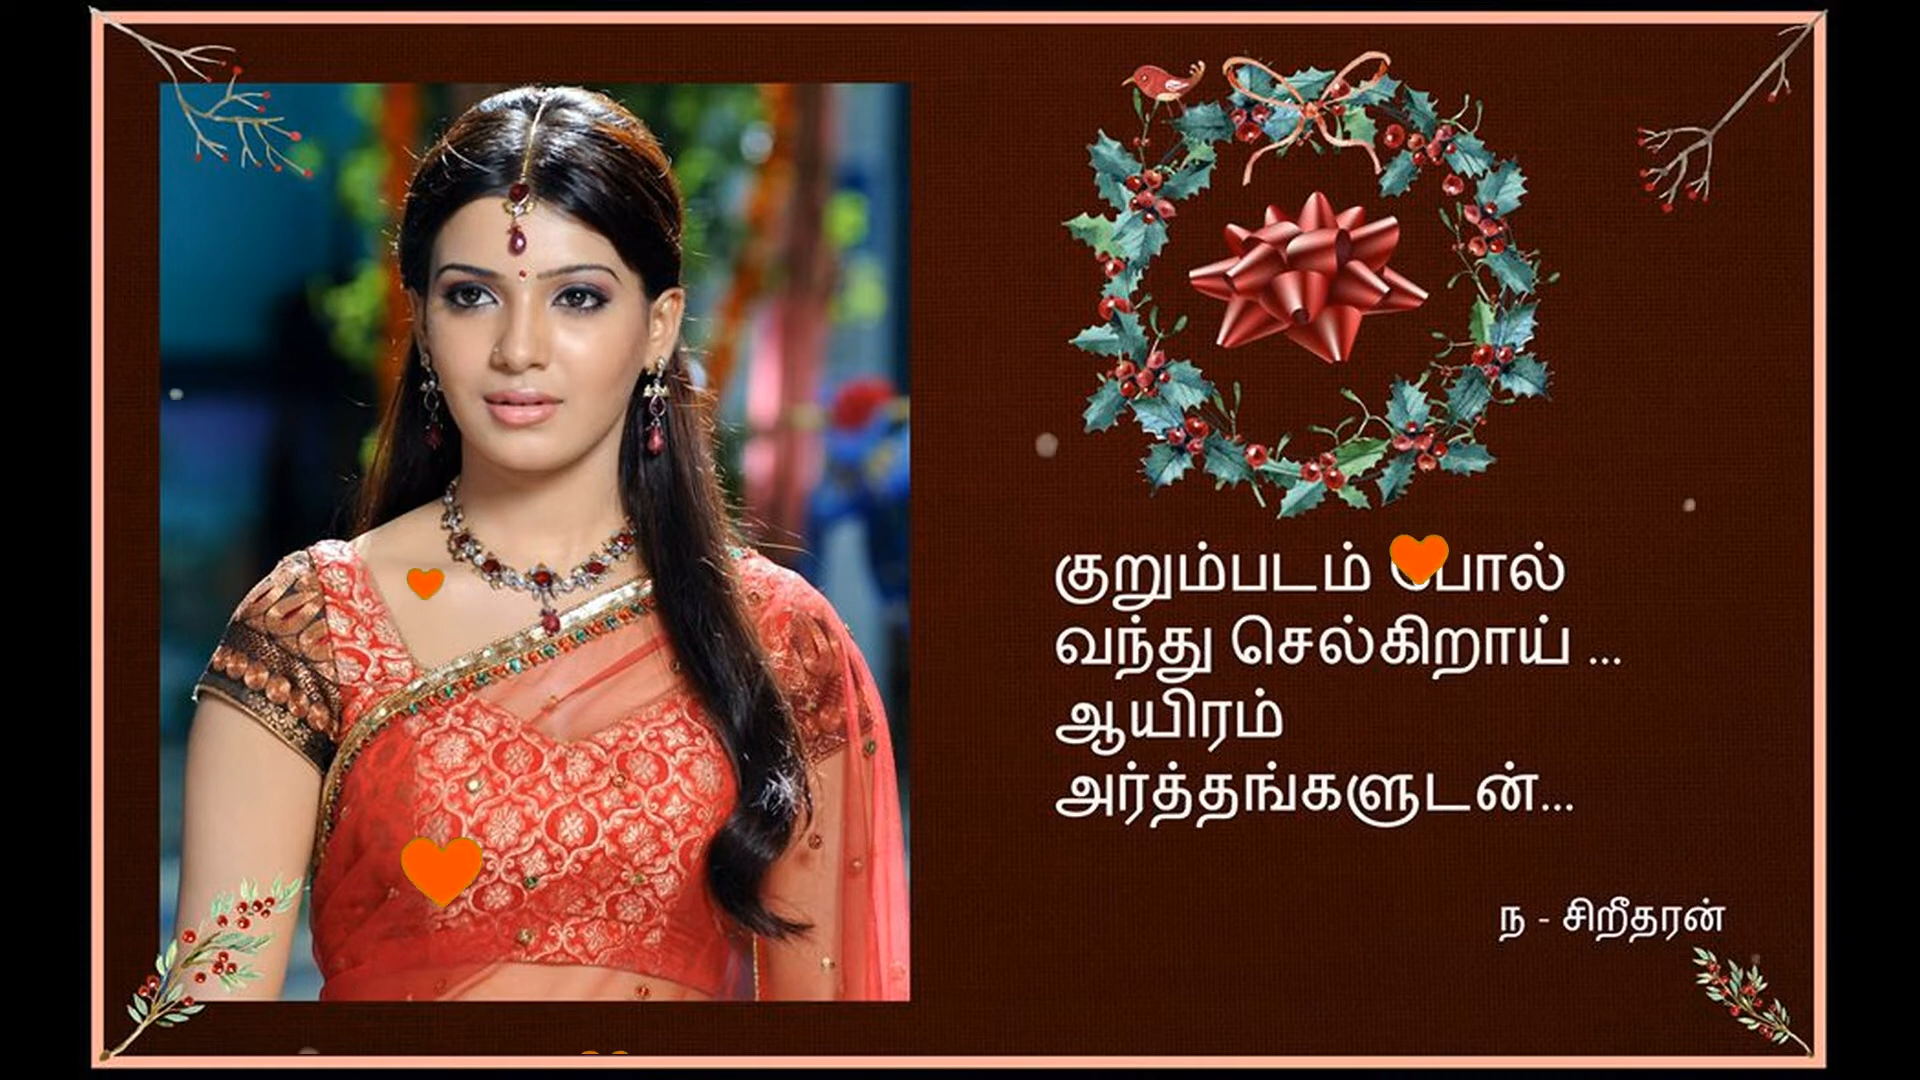 குறும்படம் போல்
வந்து செல்கிறாய் ...
ஆயிரம்
அர்த்தங்களுடன்...
ந - சிறீதரன்